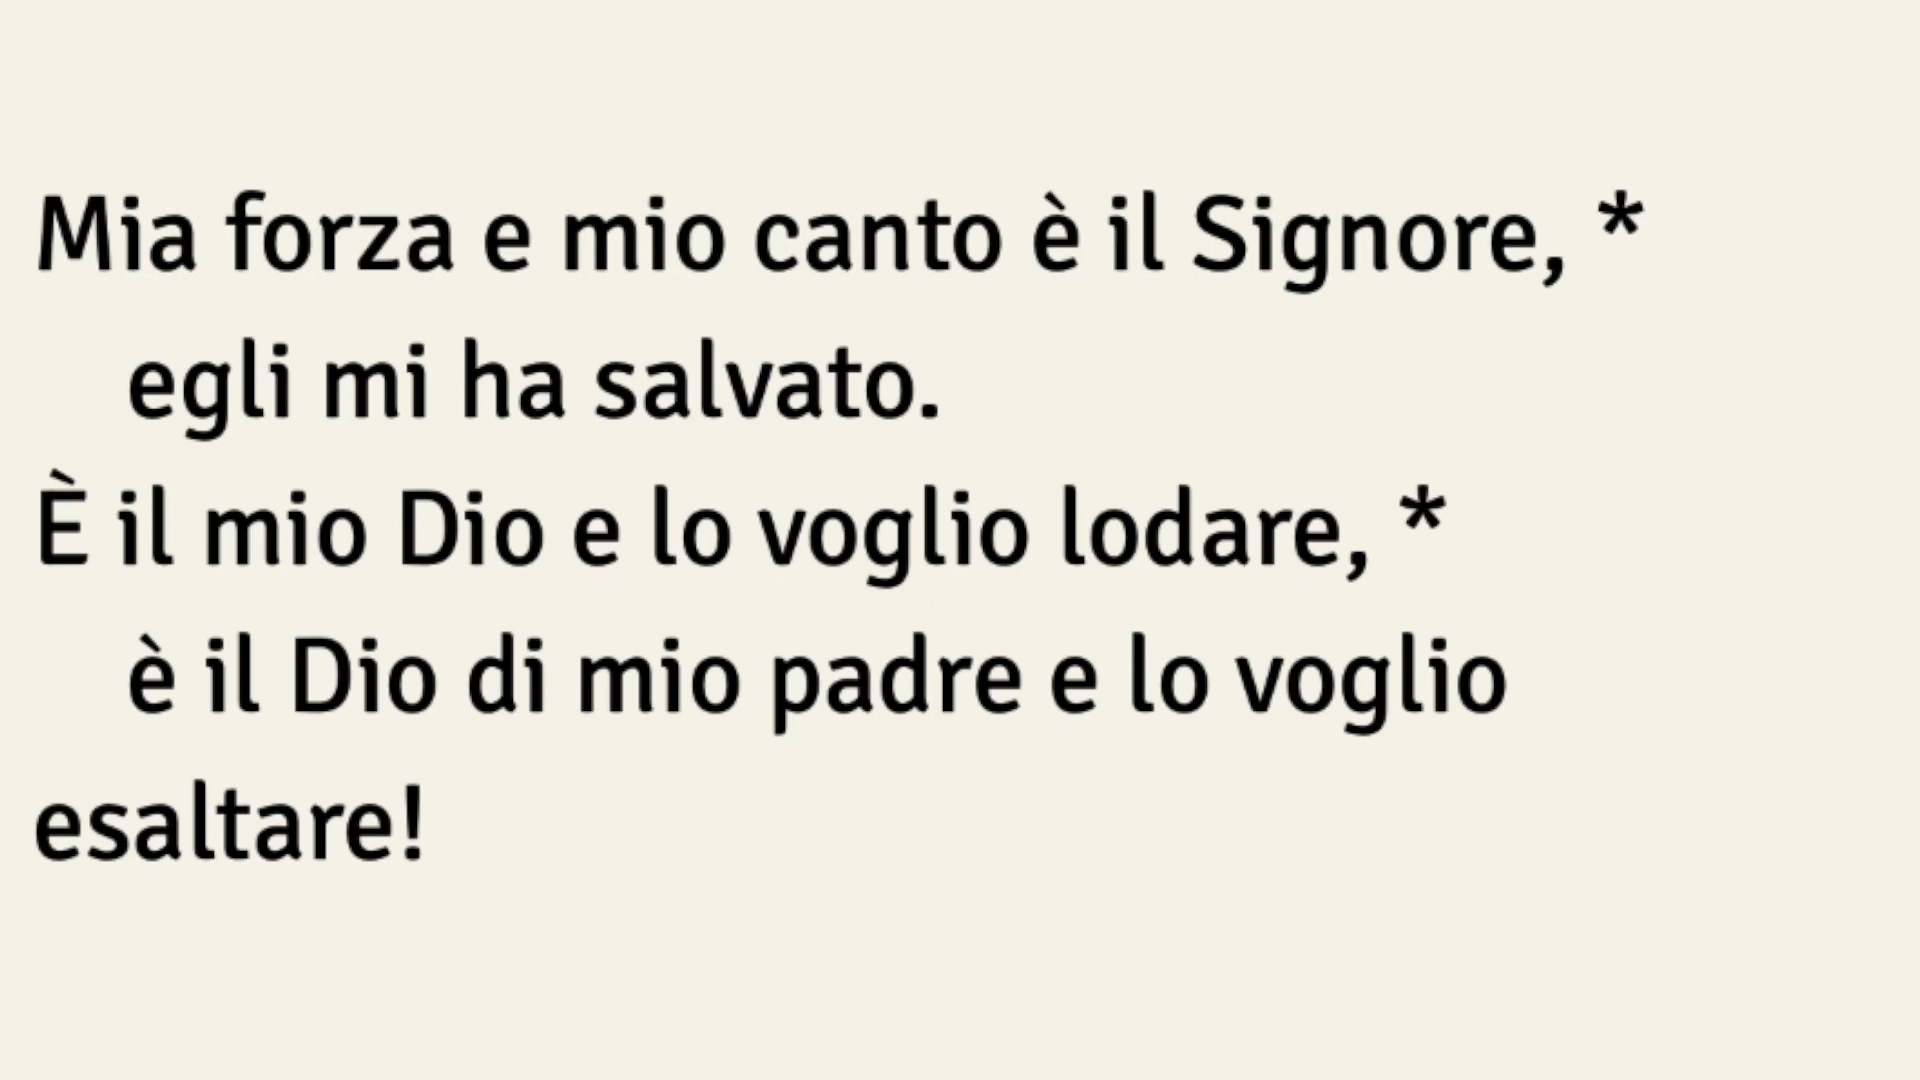 Mia forza e mio canto è il Signore, *
egli mi ha salvato.
È il mio Dio e lo voglio lodare, *
è il Dio di mio padre e lo voglio
esaltare!